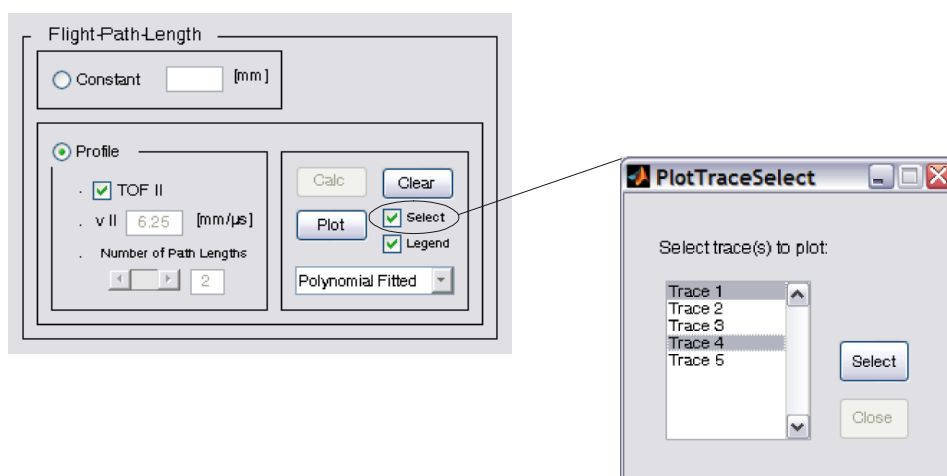 Flight-Path-Length
Constant [mm]
Profile
TOF II
v II 6.25 [mm/µs]
Number of Path Lengths
2
Calc Clear
Plot Select
Legend
Polynomial Fitted
PlotTraceSelect
Select trace(s) to plot:
Trace 1
Trace 2
Trace 3
Trace 4
Trace 5
Select
Close